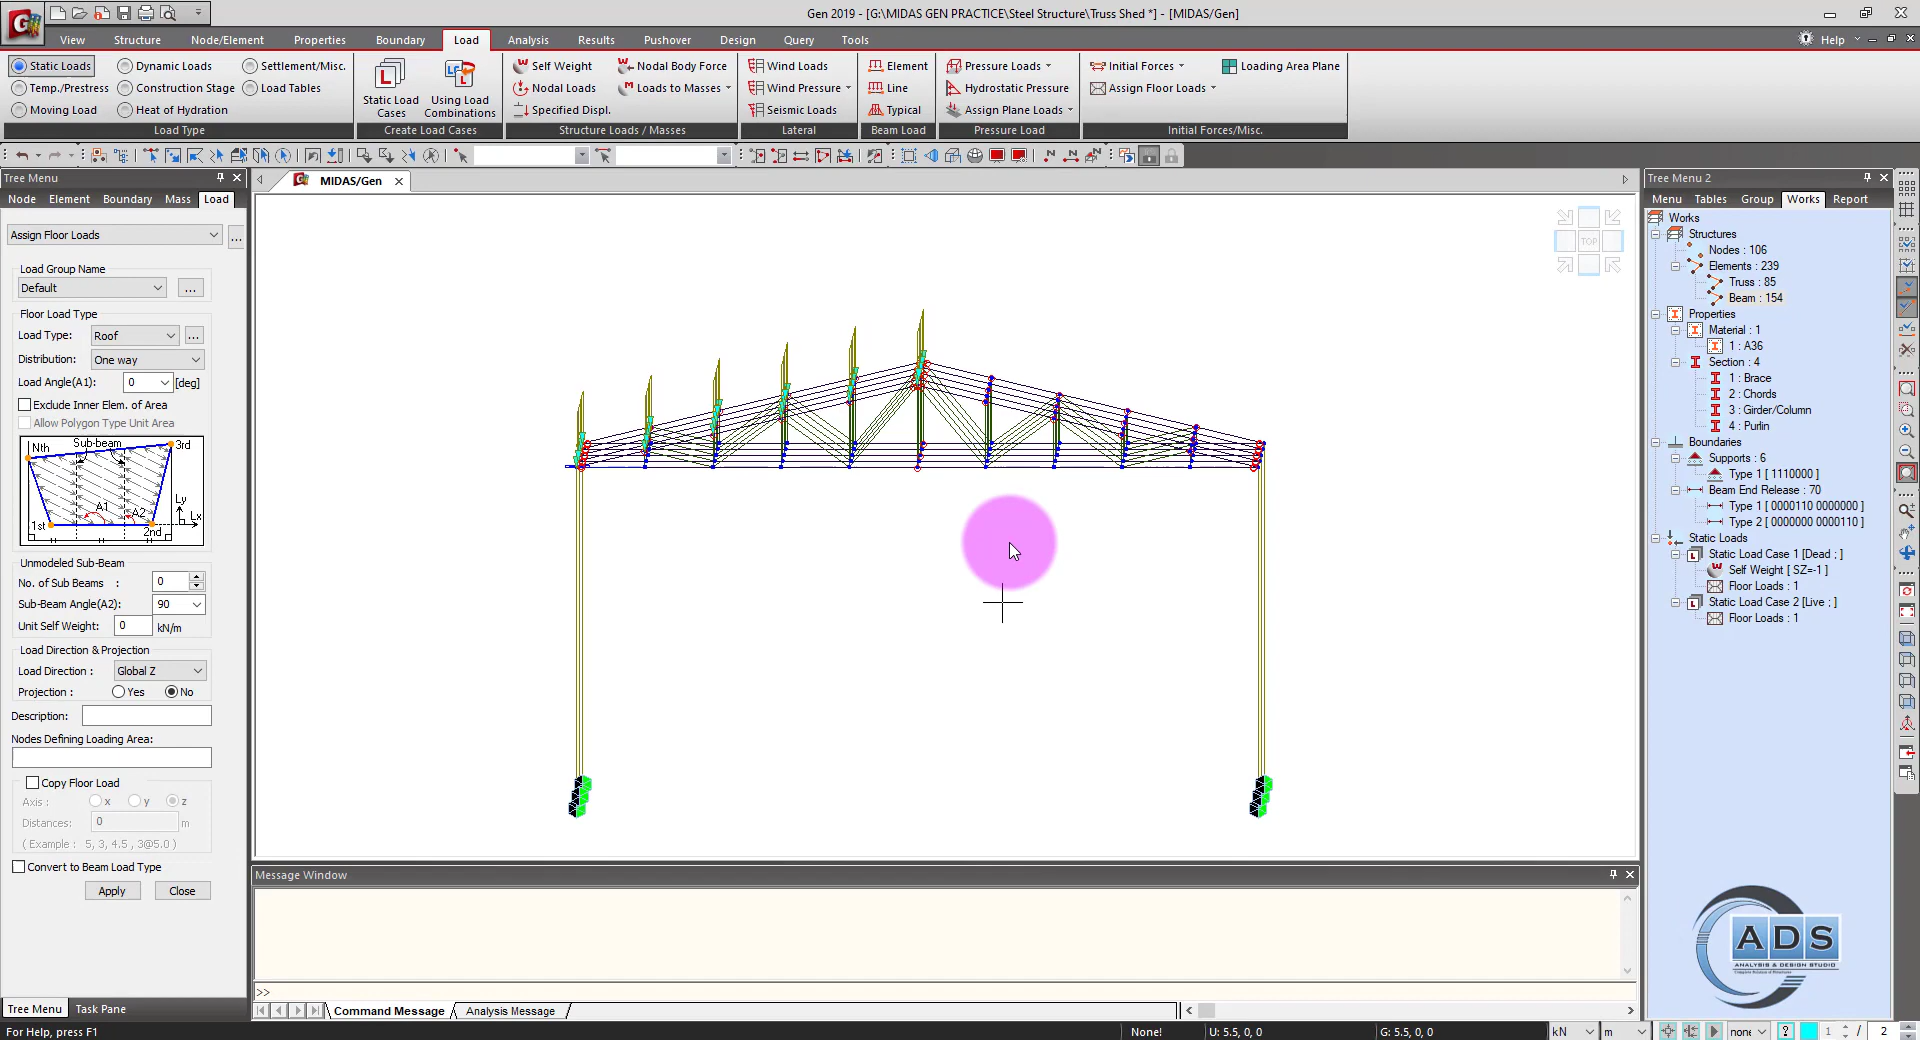 Gen 2019 - [G:\MIDAS GEN PRACTICE\Steel Structure\Truss Shed *] - [MIDAS/Gen]
View Structure Node/Element Properties Boundary Load Analysis Results Pushover Design Query Tools Help
Static Loads Dynamic Loads Settlement/Misc.
Temp./Prestress Construction Stage Load Tables
Moving Load Heat of Hydration
Load Type
Static Load Cases
Using Load Combinations
Create Load Cases
Self Weight Nodal Body Force
Nodal Loads Loads to Masses
Specified Displ.
Structure Loads / Masses
Wind Loads
Wind Pressure
Seismic Loads
Lateral
Element
Line
Typical
Beam Load
Pressure Loads
Hydrostatic Pressure
Assign Plane Loads
Pressure Load
Initial Forces Loading Area Plane
Assign Floor Loads
Initial Forces/Misc.
Tree Menu
Node Element Boundary Mass Load
Assign Floor Loads
...
Load Group Name
Default ...
Floor Load Type
Load Type: Roof ...
Distribution: One way
Load Angle(A1): 0 [deg]
Exclude Inner Elem. of Area
Allow Polygon Type Unit Area
Nth Sub-beam 3rd
A1 A2 Ly Lx
1st 2nd
Unmodeled Sub-Beam
No. of Sub Beams : 0
Sub-Beam Angle(A2): 90
Unit Self Weight: 0 kN/m
Load Direction & Projection
Load Direction : Global Z
Projection : Yes No
Description:
Nodes Defining Loading Area:
Copy Floor Load
Axis : x y z
Distances: 0 m
( Example : 5, 3, 4.5 , 3@5.0 )
Convert to Beam Load Type
Apply Close
Tree Menu Task Pane
For Help, press F1
MIDAS/Gen
TOP
Message Window
>>
Command Message Analysis Message
None! U: 5.5, 0, 0 G: 5.5, 0, 0 kN m none ? 1 / 2
Tree Menu 2
Menu Tables Group Works Report
Works
Structures
Nodes : 106
Elements : 239
Truss : 85
Beam : 154
Properties
Material : 1
1 : A36
Section : 4
1 : Brace
2 : Chords
3 : Girder/Column
4 : Purlin
Boundaries
Supports : 6
Type 1 [ 1110000 ]
Beam End Release : 70
Type 1 [ 0000110 0000000 ]
Type 2 [ 0000000 0000110 ]
Static Loads
Static Load Case 1 [Dead ; ]
Self Weight [ SZ=-1 ]
Floor Loads : 1
Static Load Case 2 [Live ; ]
Floor Loads : 1
ADS
ANALYSIS & DESIGN STUDIO